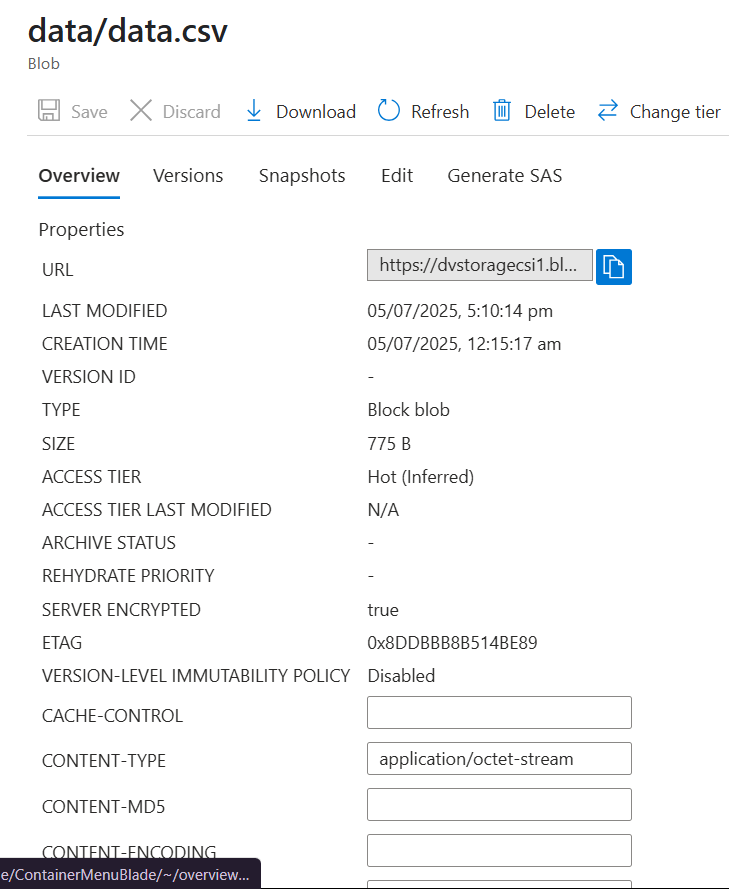 data/data.csv
Blob
Save Discard Download Refresh Delete Change tier
Overview Versions Snapshots Edit Generate SAS
Properties
URL https://dvstoragecsi1.bl...
LAST MODIFIED 05/07/2025, 5:10:14 pm
CREATION TIME 05/07/2025, 12:15:17 am
VERSION ID -
TYPE Block blob
SIZE 775 B
ACCESS TIER Hot (Inferred)
ACCESS TIER LAST MODIFIED N/A
ARCHIVE STATUS -
REHYDRATE PRIORITY -
SERVER ENCRYPTED true
ETAG 0x8DDBBB8B514BE89
VERSION-LEVEL IMMUTABILITY POLICY Disabled
CACHE-CONTROL
CONTENT-TYPE application/octet-stream
CONTENT-MD5
CONTENT-ENCODING
e/ContainerMenuBlade/~/overview...